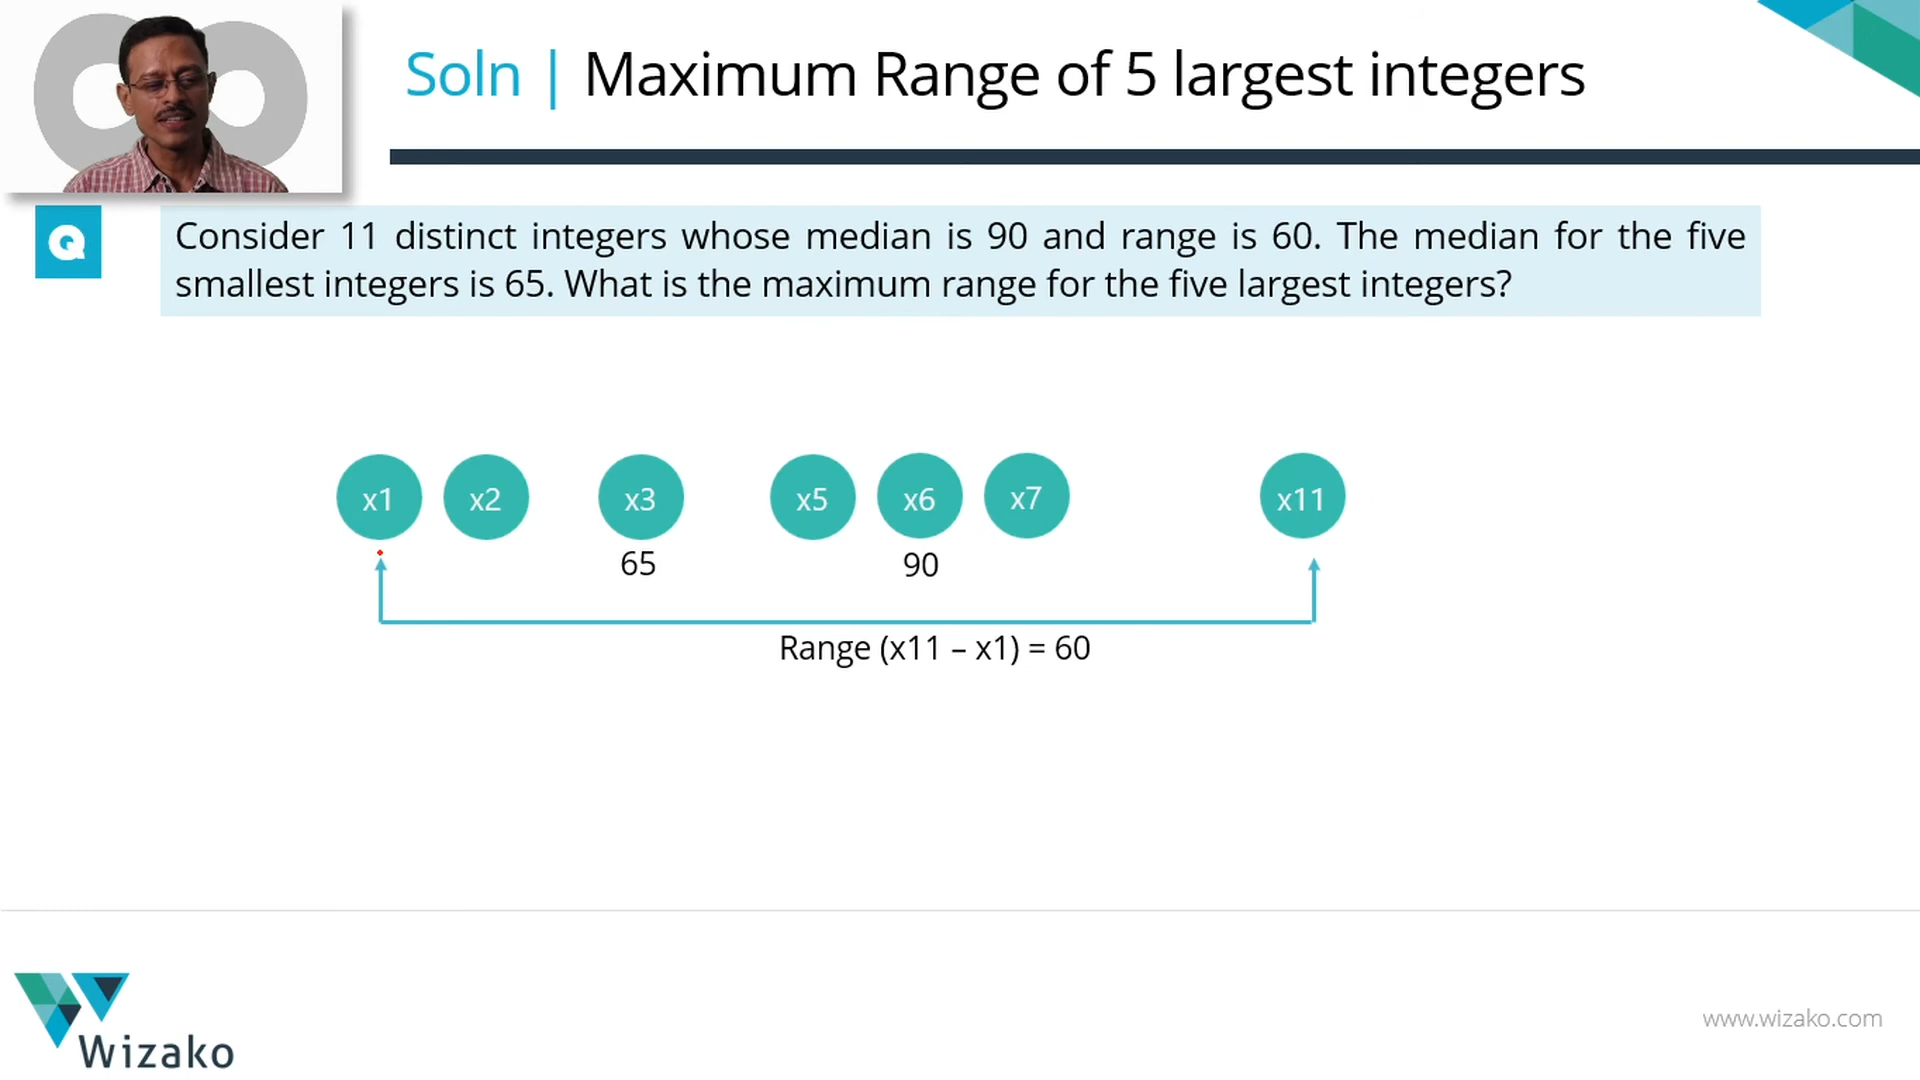 Soln | Maximum Range of 5 largest integers
Q
Consider 11 distinct integers whose median is 90 and range is 60. The median for the five
smallest integers is 65. What is the maximum range for the five largest integers?
x1 x2 x3 x5 x6 x7 x11
65 90
Range (x11 – x1) = 60
Wizako
www.wizako.com